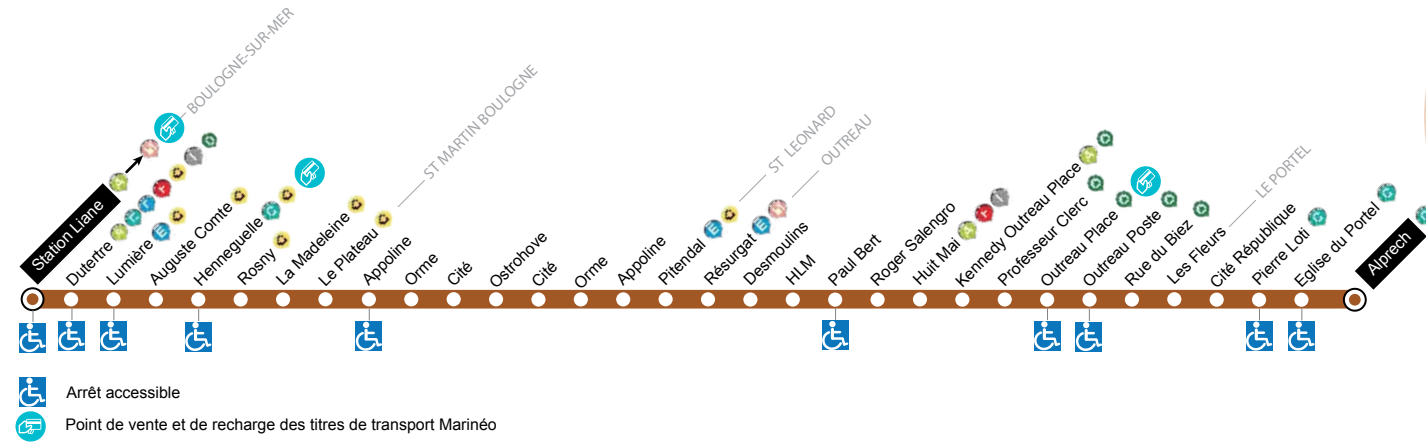 BOULOGNE-SUR-MER
ST MARTIN BOULOGNE
ST LEONARD
OUTREAU
LE PORTEL
Station Liane
Dutertre
Lumière
Auguste Comte
Henneguelle
Rosny
La Madeleine
Le Plateau
Appoline
Orme
Cité
Ostrohove
Cité
Orme
Appoline
Pitendal
Résurgat
Desmoulins
HLM
Paul Bert
Roger Salengro
Huit Mai
Kennedy Outreau Place
Professeur Clerc
Outreau Place
Outreau Poste
Rue du Biez
Les Fleurs
Cité République
Pierre Loti
Eglise du Portel
Alprech
Arrêt accessible
Point de vente et de recharge des titres de transport Marinéo